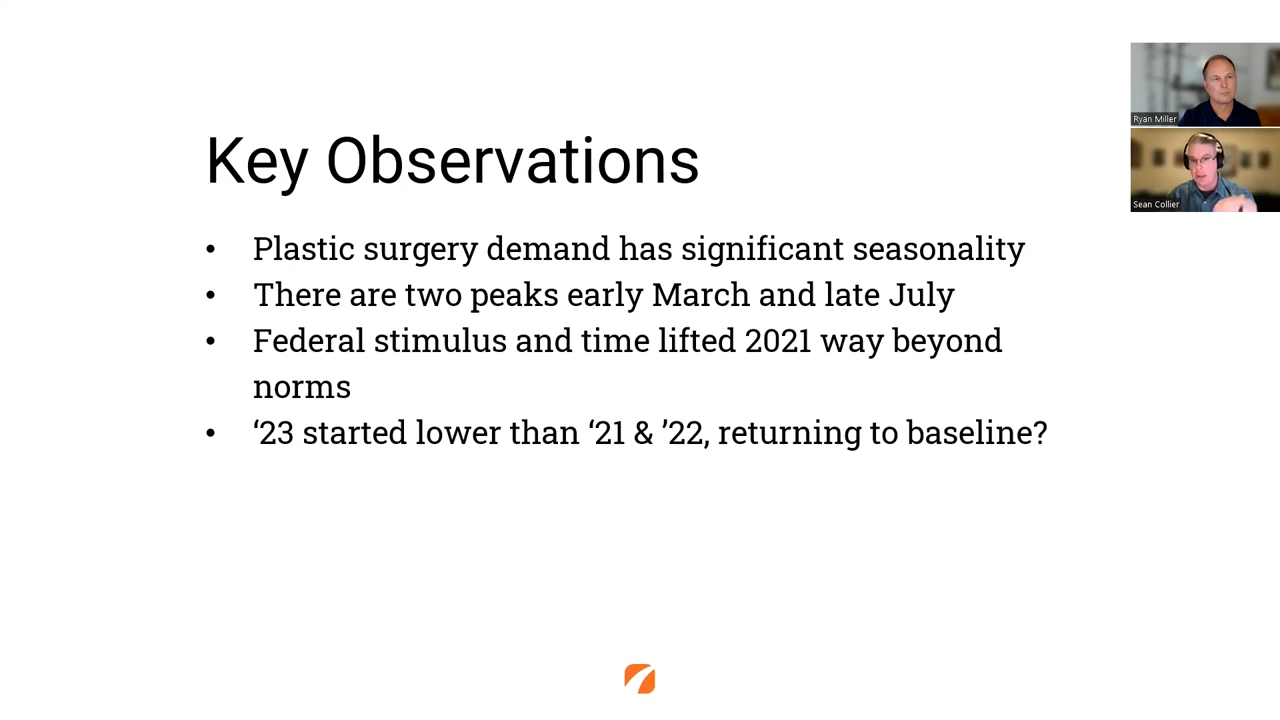 Key Observations
• Plastic surgery demand has significant seasonality
• There are two peaks early March and late July
• Federal stimulus and time lifted 2021 way beyond
norms
• ‘23 started lower than ‘21 & ’22, returning to baseline?
Ryan Miller
Sean Collier